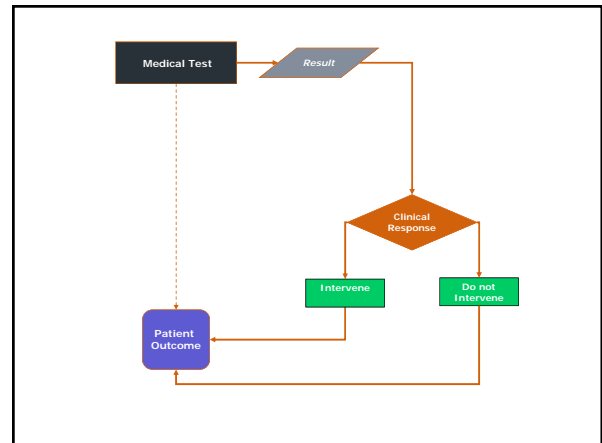 Medical Test
Result
Clinical
Response
Intervene
Do not
Intervene
Patient
Outcome